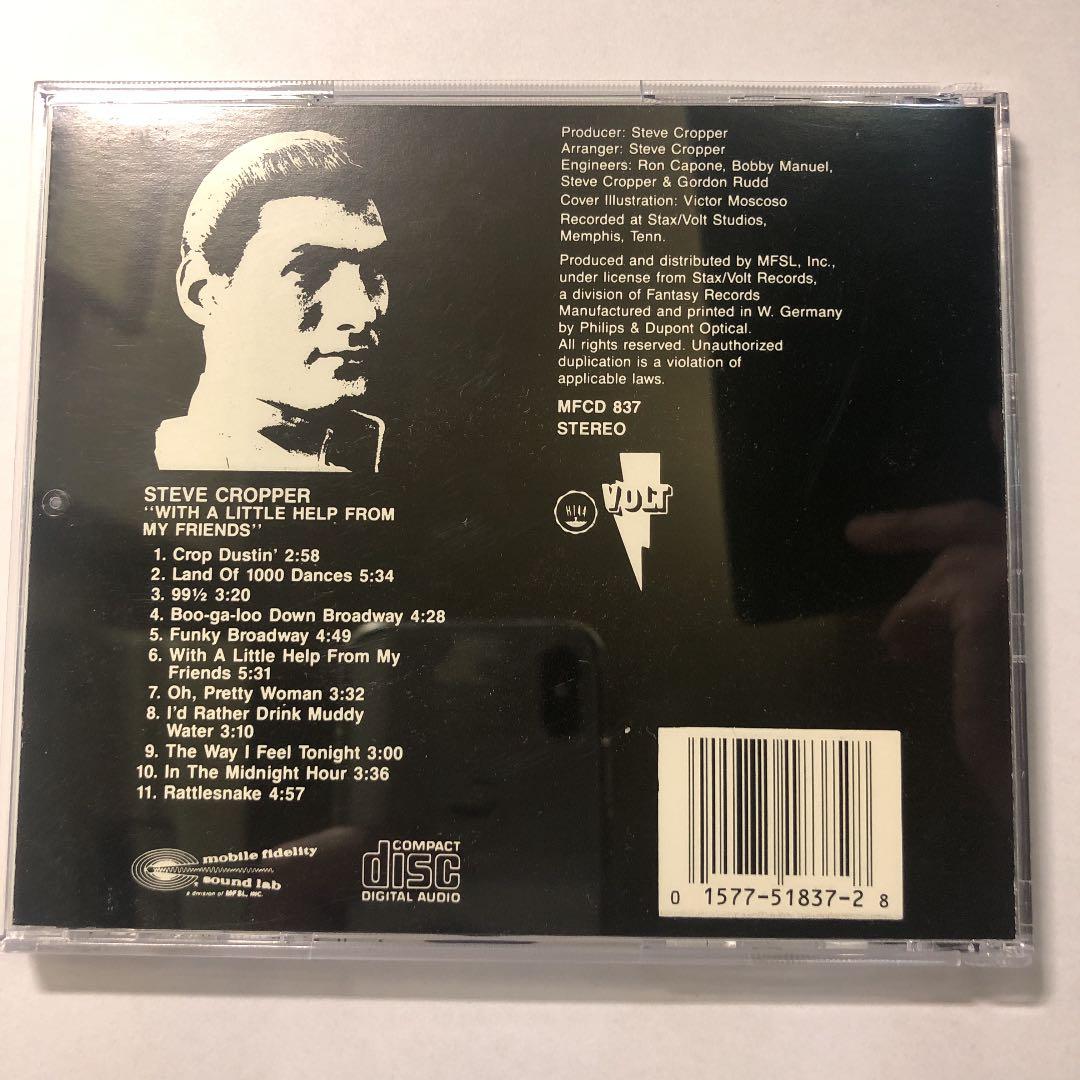 Producer: Steve Cropper
Arranger: Steve Cropper
Engineers: Ron Capone, Bobby Manuel,
Steve Cropper & Gordon Rudd
Cover Illustration: Victor Moscoso
Recorded at Stax/Volt Studios,
Memphis, Tenn.
Produced and distributed by MFSL, Inc.,
under license from Stax/Volt Records,
a division of Fantasy Records
Manufactured and printed in W. Germany
by Philips & Dupont Optical.
All rights reserved. Unauthorized
duplication is a violation of
applicable laws.
MFCD 837
STEREO
VOLT
STEVE CROPPER
"WITH A LITTLE HELP FROM
MY FRIENDS"
1. Crop Dustin' 2:58
2. Land Of 1000 Dances 5:34
3. 99½ 3:20
4. Boo-ga-loo Down Broadway 4:28
5. Funky Broadway 4:49
6. With A Little Help From My
Friends 5:31
7. Oh, Pretty Woman 3:32
8. I'd Rather Drink Muddy
Water 3:10
9. The Way I Feel Tonight 3:00
10. In The Midnight Hour 3:36
11. Rattlesnake 4:57
mobile fidelity
sound lab
a division of MFSL, INC.
COMPACT
disc
DIGITAL AUDIO
0 1577-51837-2 8